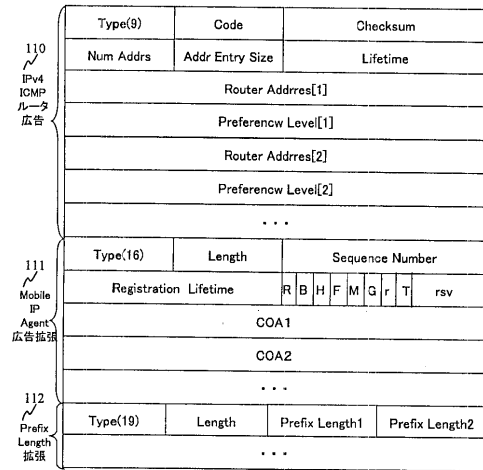 Type(9) Code Checksum
110
Num Addrs Addr Entry Size Lifetime
IPv4
ICMP
ルータ
広告
Router Addrres[1]
Preferencw Level[1]
Router Addrres[2]
Preferencw Level[2]
...
111
Type(16) Length Sequence Number
Mobile
IP
Agent
広告拡張
Registration Lifetime R B H F M G r T rsv
COA1
COA2
...
112
Prefix
Length
拡張
Type(19) Length Prefix Length1 Prefix Length2
...